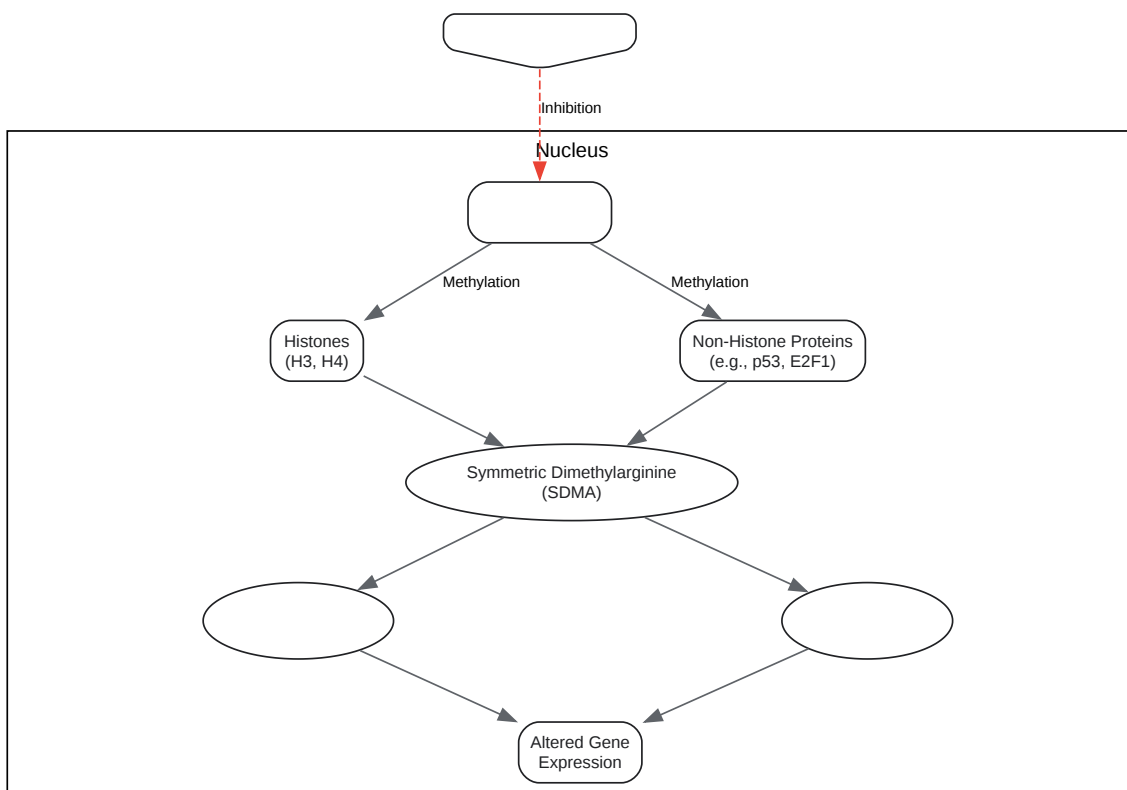 Inhibition
Nucleus
Methylation
Methylation
Histones
(H3, H4)
Non-Histone Proteins
(e.g., p53, E2F1)
Symmetric Dimethylarginine
(SDMA)
Altered Gene
Expression